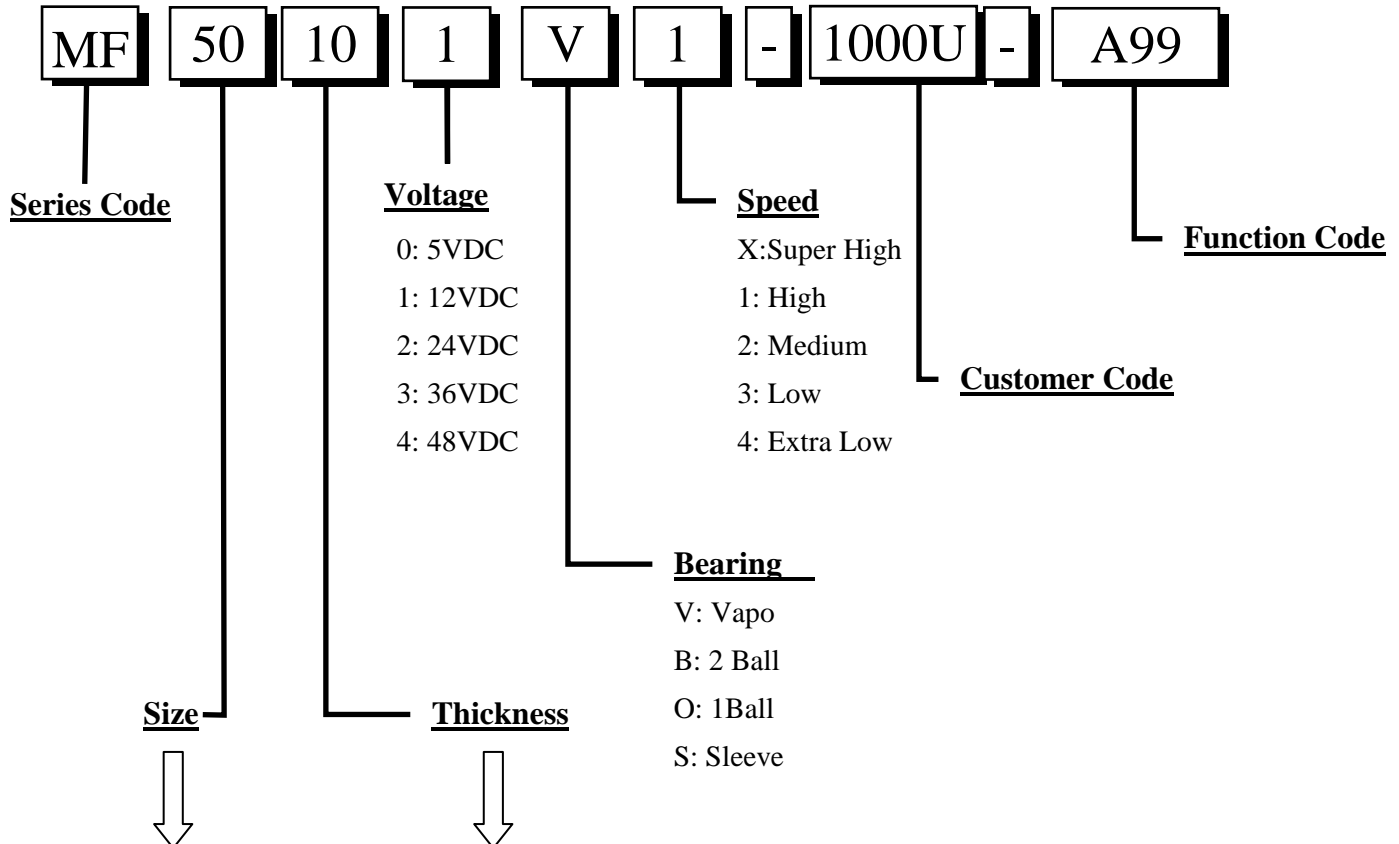 MF 50 10 1 V 1 - 1000U - A99
Series Code
Voltage
0: 5VDC
1: 12VDC
2: 24VDC
3: 36VDC
4: 48VDC
Speed
X:Super High
1: High
2: Medium
3: Low
4: Extra Low
Function Code
Customer Code
Bearing
V: Vapo
B: 2 Ball
O: 1Ball
S: Sleeve
Size
Thickness